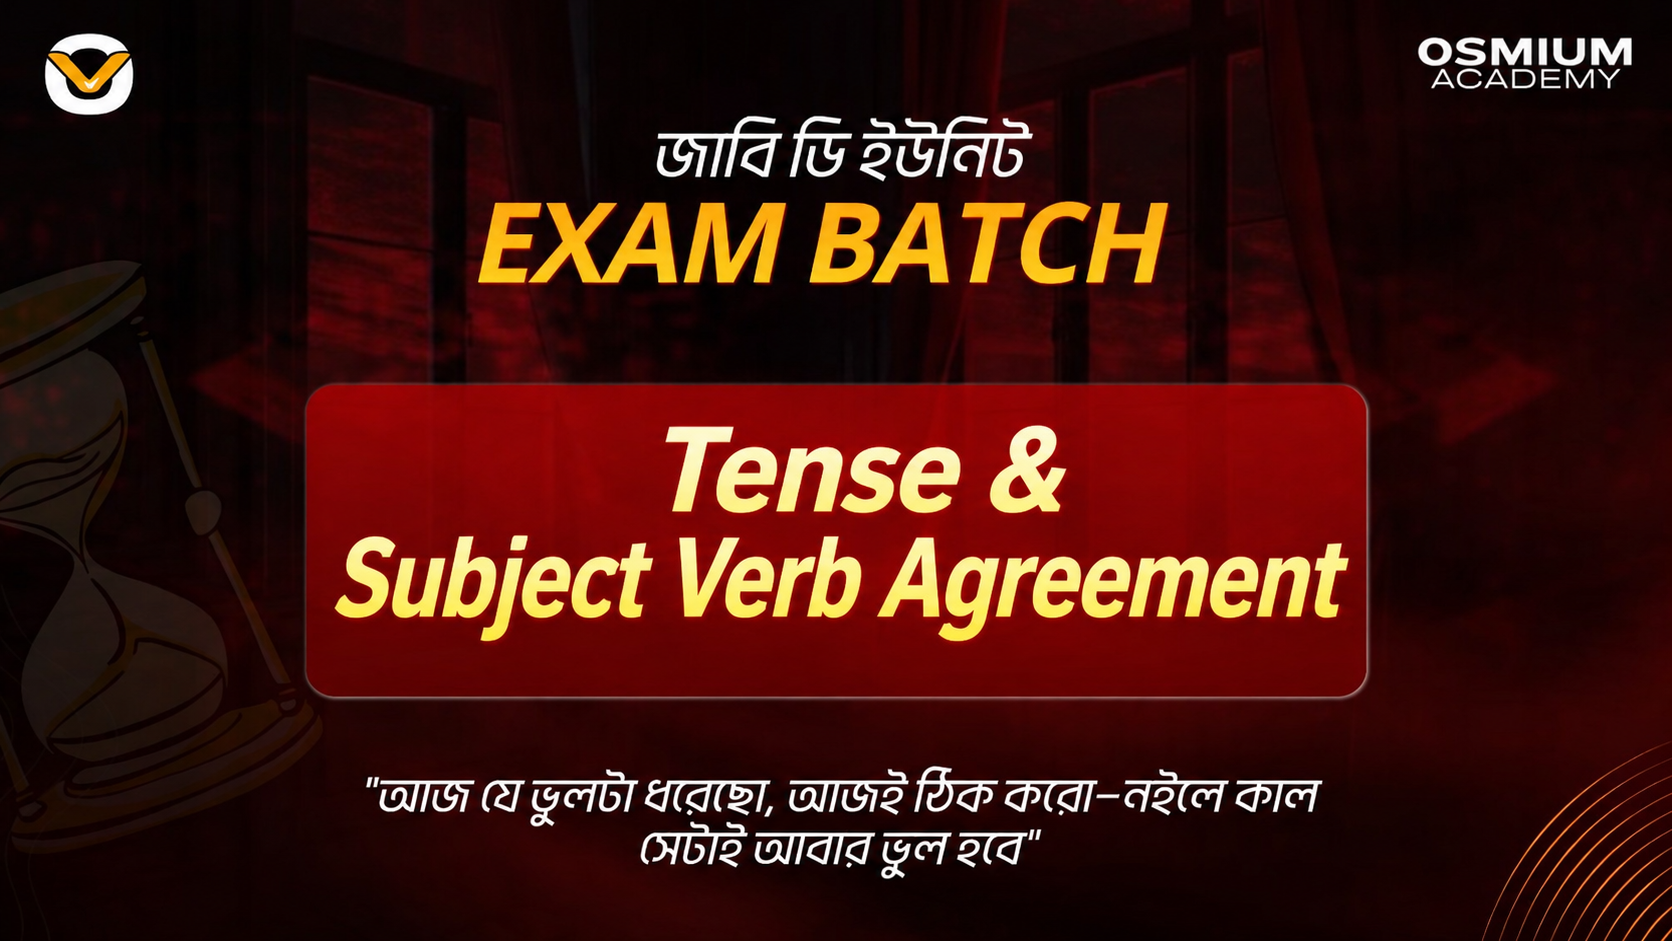 OSMIUM
ACADEMY
জাবি ডি ইউনিট
EXAM BATCH
Tense &
Subject Verb Agreement
"আজ যে ভুলটা ধরেছো, আজই ঠিক করো–নইলে কাল
সেটাই আবার ভুল হবে"